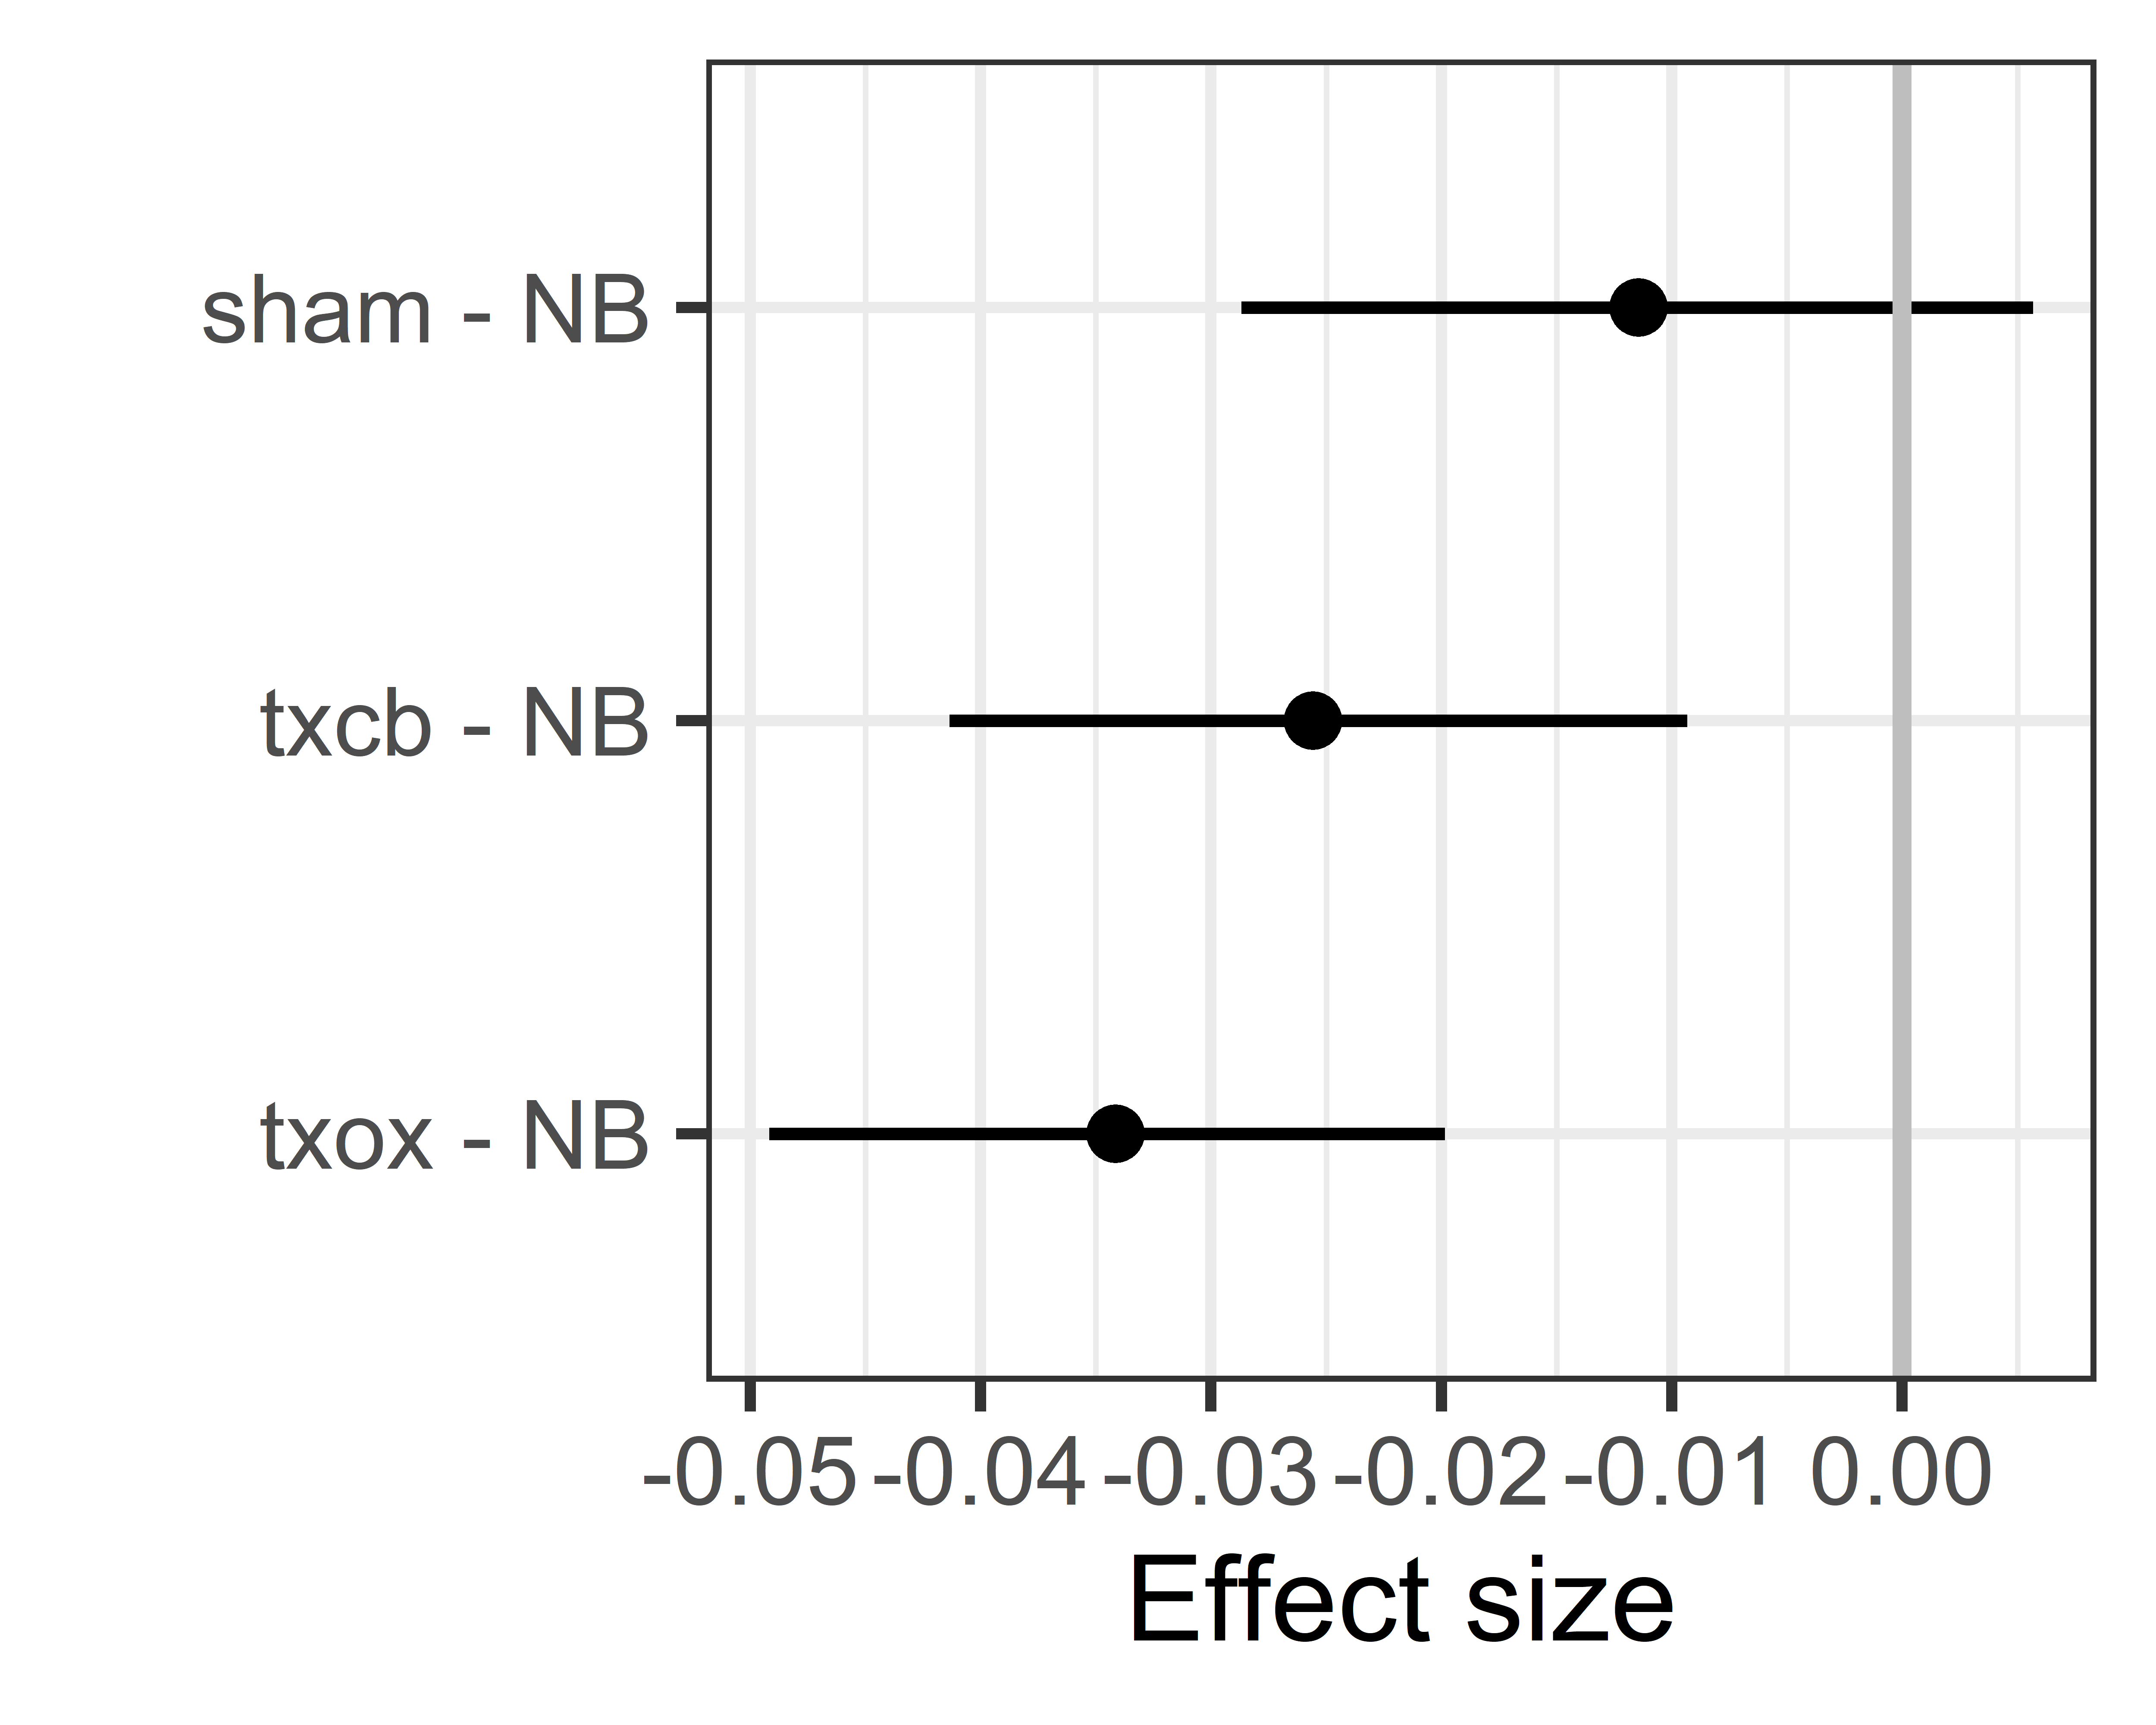 sham - NB
txcb - NB
txox - NB
-0.05 -0.04 -0.03 -0.02 -0.01 0.00
Effect size